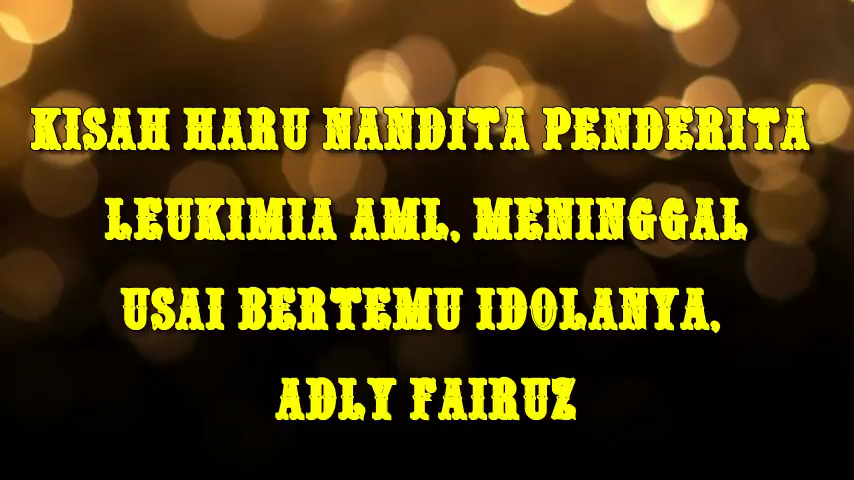 KISAH HARU NANDITA PENDERITA
LEUKIMIA AML, MENINGGAL
USAI BERTEMU IDOLANYA,
ADLY FAIRUZ